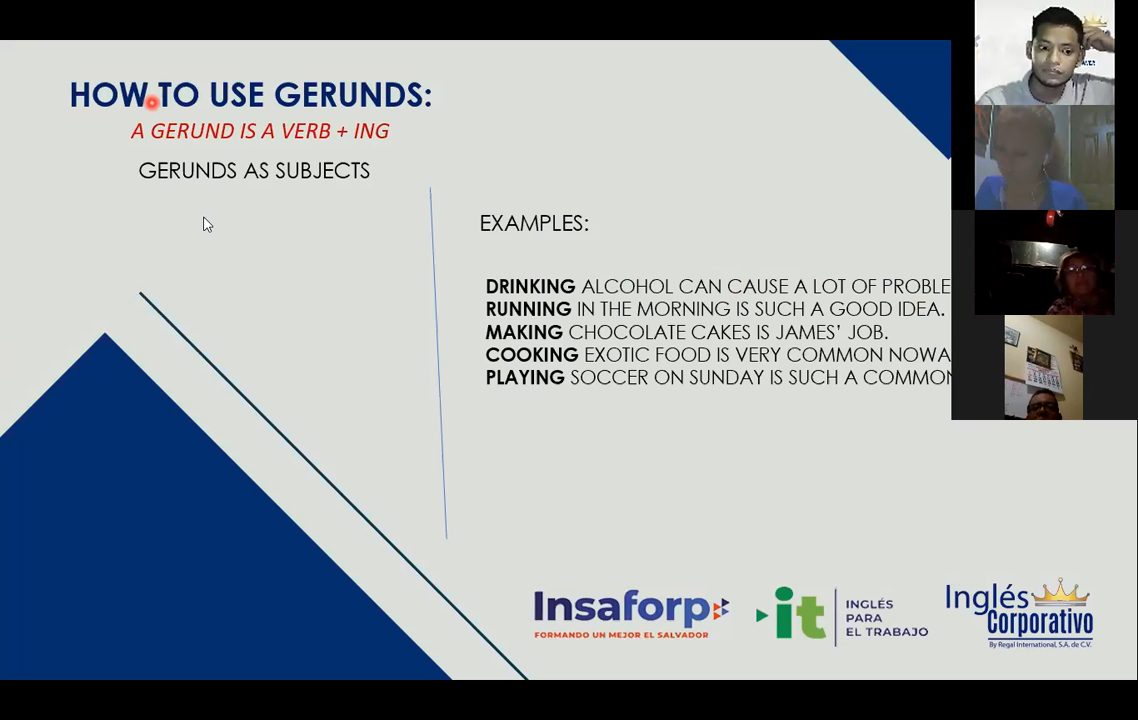 HOW TO USE GERUNDS:
A GERUND IS A VERB + ING
GERUNDS AS SUBJECTS
EXAMPLES:
DRINKING ALCOHOL CAN CAUSE A LOT OF PROBLE
RUNNING IN THE MORNING IS SUCH A GOOD IDEA.
MAKING CHOCOLATE CAKES IS JAMES' JOB.
COOKING EXOTIC FOOD IS VERY COMMON NOWA
PLAYING SOCCER ON SUNDAY IS SUCH A COMMON
Insaforp
FORMANDO UN MEJOR EL SALVADOR
it
INGLÉS
PARA
EL TRABAJO
Inglés
Corporativo
By Regal International, S.A. de C.V.